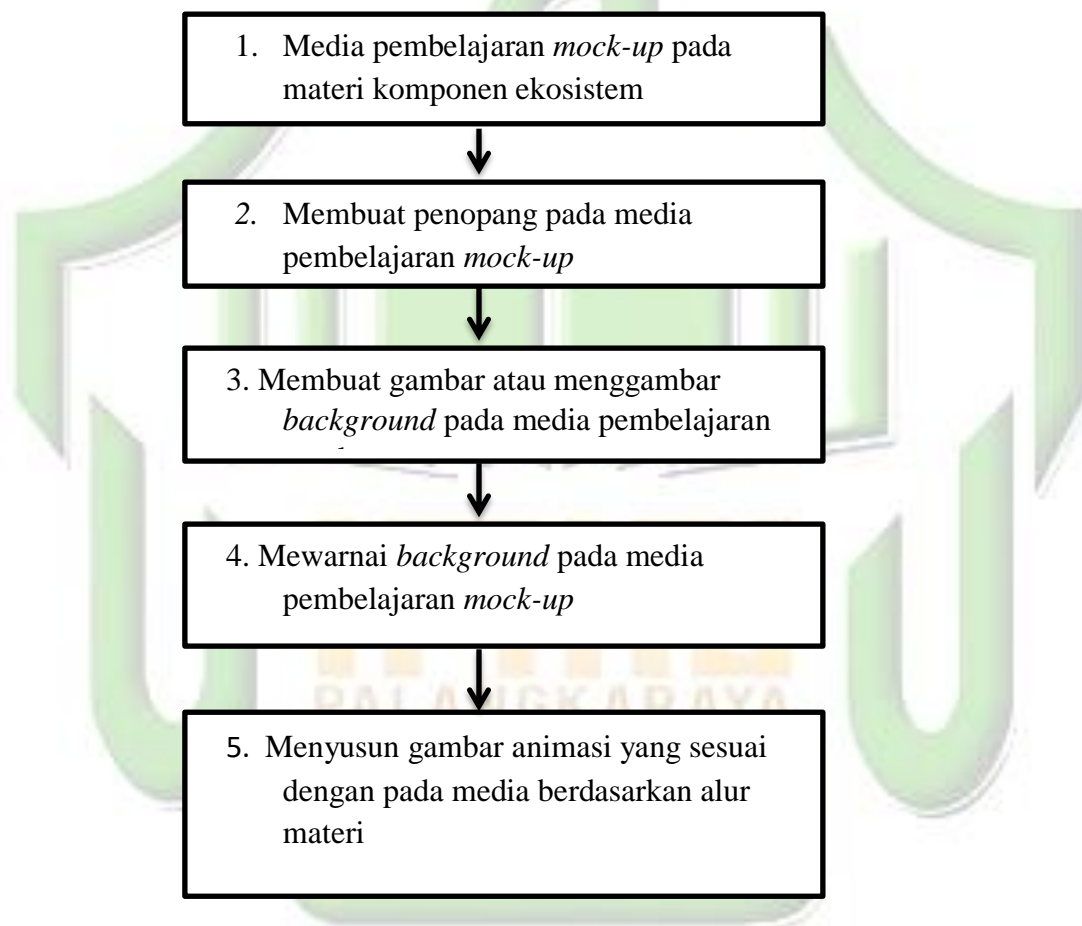 1. Media pembelajaran mock-up pada
materi komponen ekosistem
2. Membuat penopang pada media
pembelajaran mock-up
3. Membuat gambar atau menggambar
background pada media pembelajaran
4. Mewarnai background pada media
pembelajaran mock-up
PALANGKARAYA
5. Menyusun gambar animasi yang sesuai
dengan pada media berdasarkan alur
materi